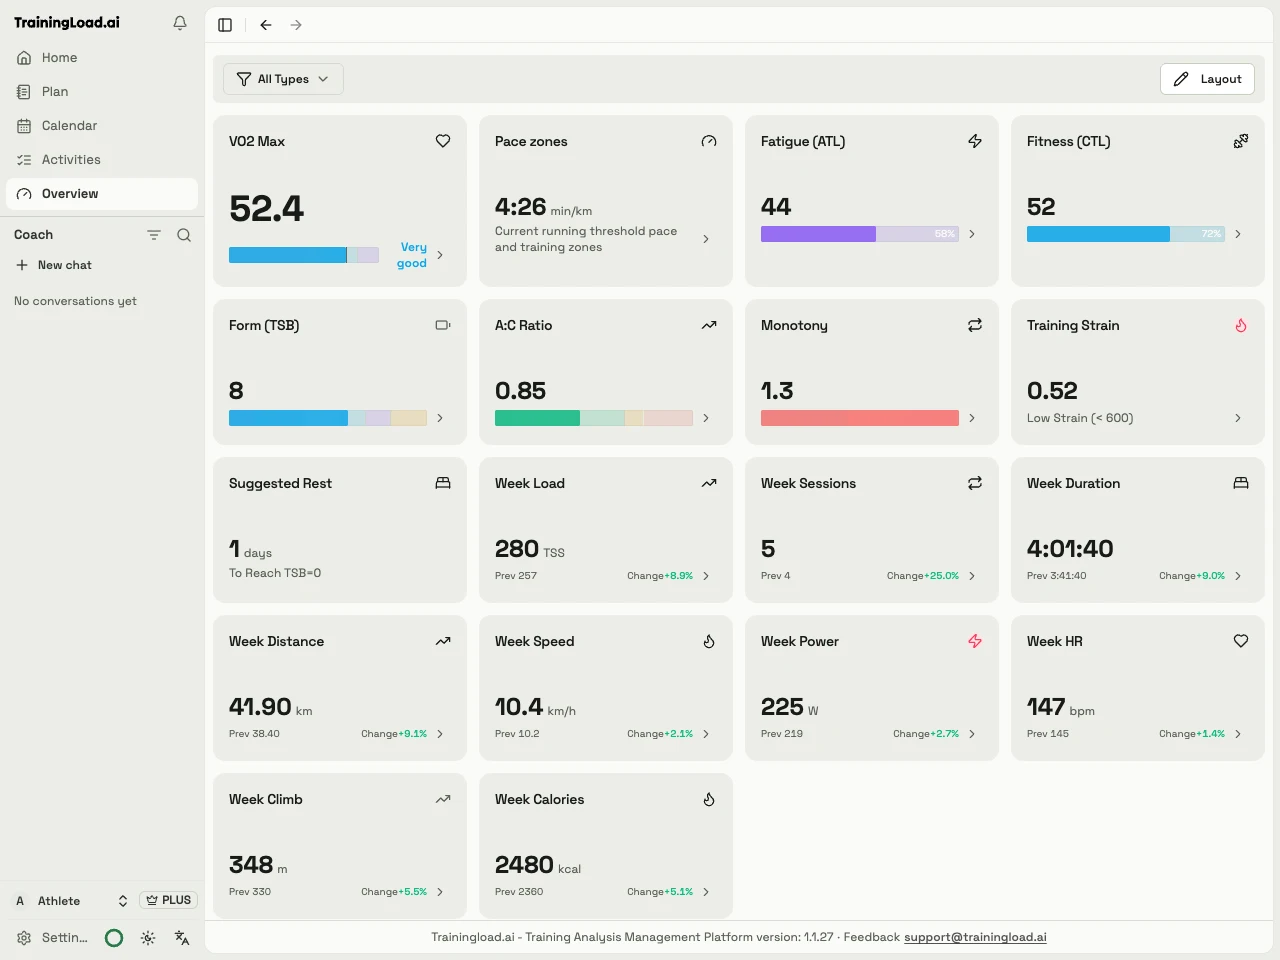 TrainingLoad.ai
Home
Plan
Calendar
Activities
Overview
Coach
New chat
No conversations yet
A Athlete PLUS
Settin...
All Types
Layout
VO2 Max
52.4
Very good
Pace zones
4:26 min/km
Current running threshold pace
and training zones
Fatigue (ATL)
44
58%
Fitness (CTL)
52
72%
Form (TSB)
8
A:C Ratio
0.85
Monotony
1.3
Training Strain
0.52
Low Strain (< 600)
Suggested Rest
1 days
To Reach TSB=0
Week Load
280 TSS
Prev 257 Change+8.9%
Week Sessions
5
Prev 4 Change+25.0%
Week Duration
4:01:40
Prev 3:41:40 Change+9.0%
Week Distance
41.90 km
Prev 38.40 Change+9.1%
Week Speed
10.4 km/h
Prev 10.2 Change+2.1%
Week Power
225 W
Prev 219 Change+2.7%
Week HR
147 bpm
Prev 145 Change+1.4%
Week Climb
348 m
Prev 330 Change+5.5%
Week Calories
2480 kcal
Prev 2360 Change+5.1%
Trainingload.ai - Training Analysis Management Platform version: 1.1.27 · Feedback support@trainingload.ai